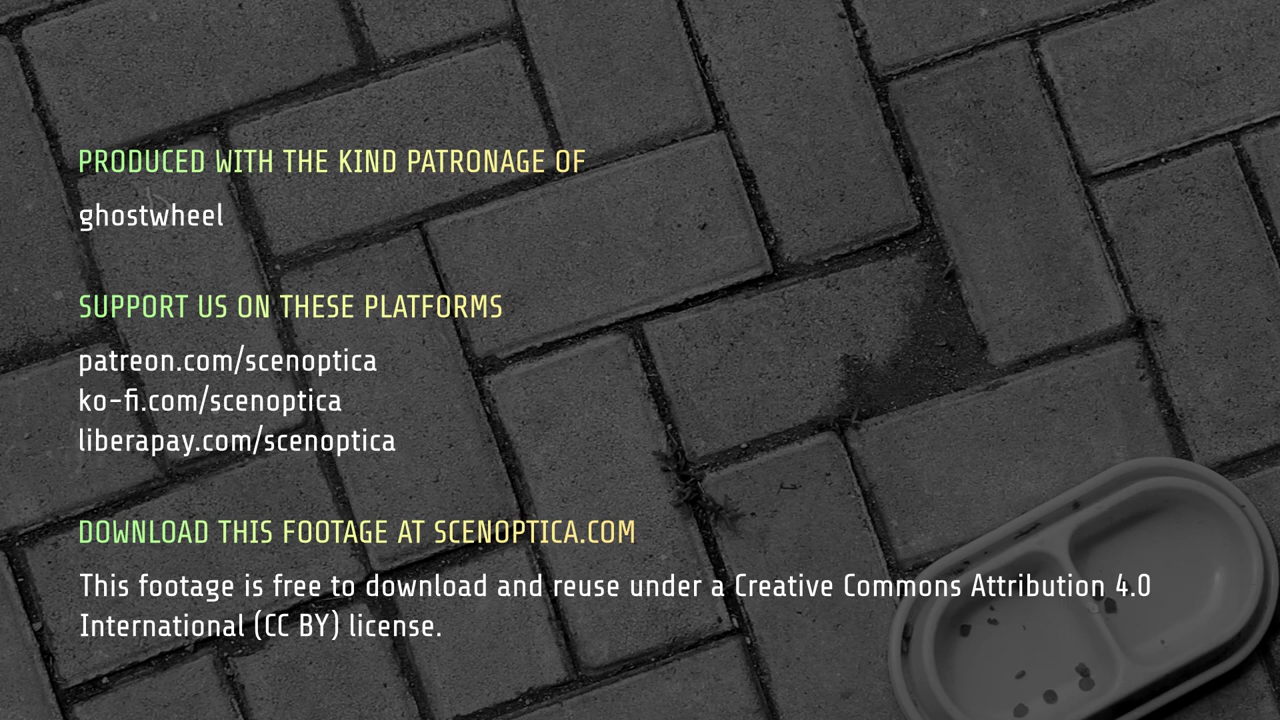 PRODUCED WITH THE KIND PATRONAGE OF
ghostwheel
SUPPORT US ON THESE PLATFORMS
patreon.com/scenoptica
ko-fi.com/scenoptica
liberapay.com/scenoptica
DOWNLOAD THIS FOOTAGE AT SCENOPTICA.COM
This footage is free to download and reuse under a Creative Commons Attribution 4.0
International (CC BY) license.